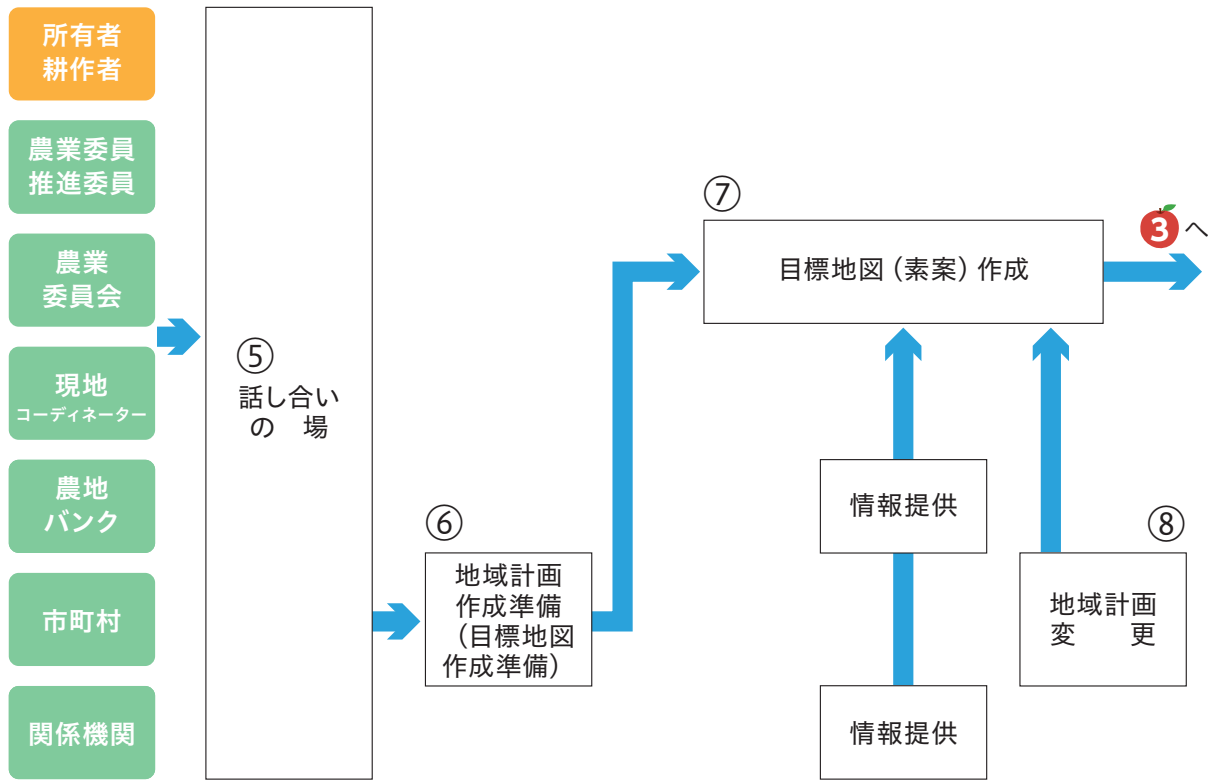 所有者
耕作者
農業委員
推進委員
農業
委員会
現地
コーディネーター
農地
バンク
市町村
関係機関
⑤
話し合い
の　場
⑥
地域計画
作成準備
（目標地図
作成準備）
⑦
目標地図（素案）作成
3 へ
情報提供
情報提供
⑧
地域計画
変　　更